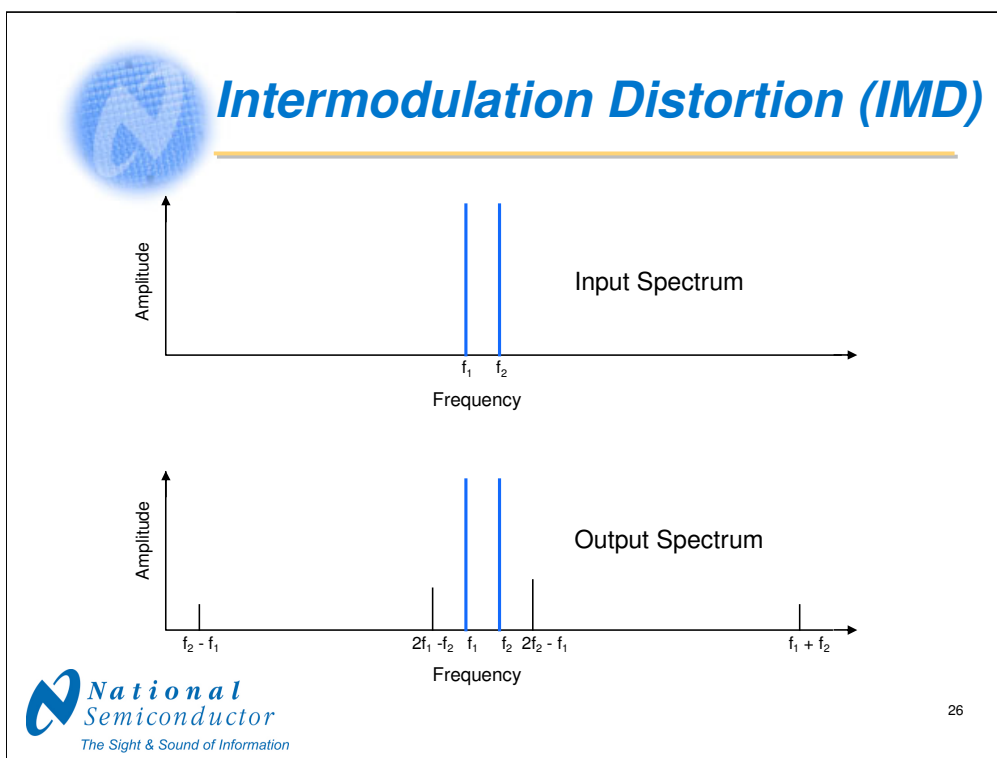 Intermodulation Distortion (IMD)
Amplitude
Input Spectrum
f₁ f₂
Frequency
Amplitude
Output Spectrum
f₂ - f₁ 2f₁ -f₂ f₁ f₂ 2f₂ - f₁ f₁ + f₂
Frequency
National
Semiconductor
The Sight & Sound of Information
26